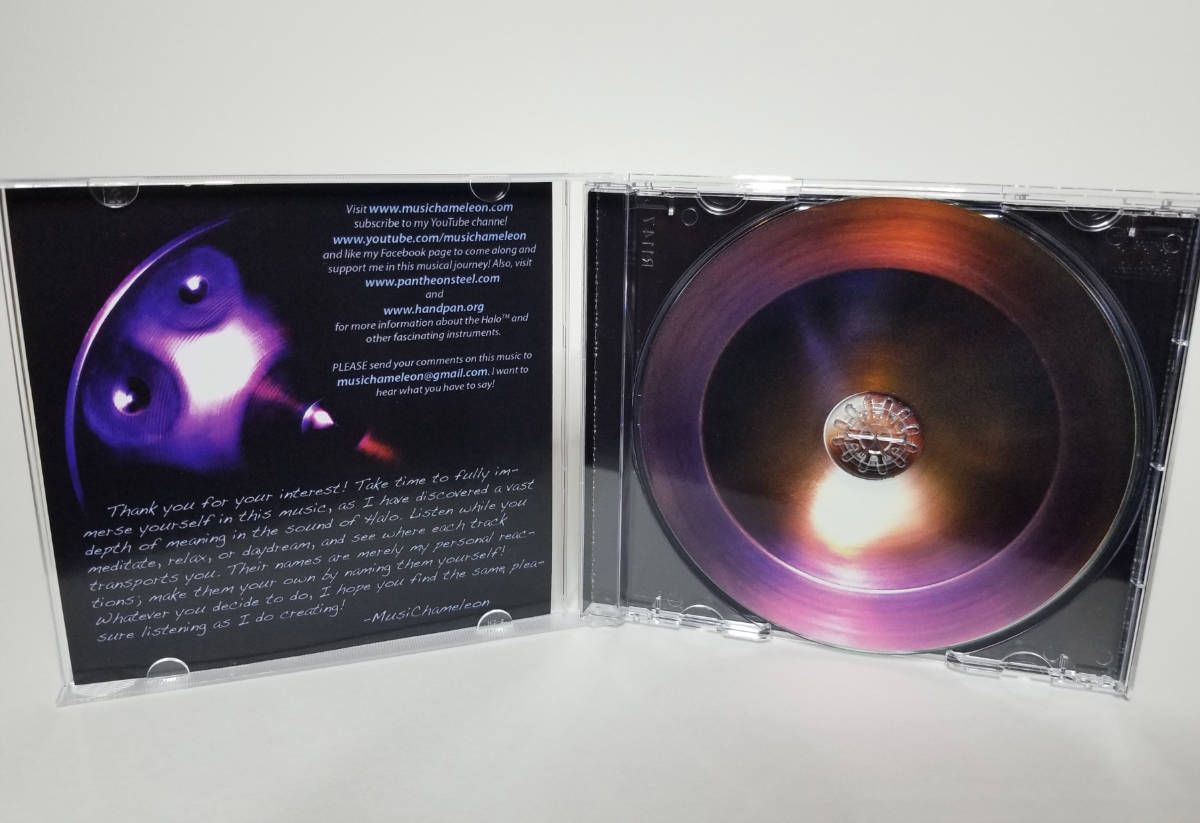 Visit www.musichameleon.com
subscribe to my YouTube channel
www.youtube.com/musichameleon
and like my Facebook page to come along and
support me in this musical journey! Also, visit
www.pantheonsteel.com
and
www.handpan.org
for more information about the Halo™ and
other fascinating instruments.
PLEASE send your comments on this music to
musichameleon@gmail.com. I want to
hear what you have to say!
Thank you for your interest! Take time to fully im-
merse yourself in this music, as I have discovered a vast
depth of meaning in the sound of Halo. Listen while you
meditate, relax, or daydream, and see where each track
transports you. Their names are merely my personal reac-
tions; make them your own by naming them yourself!
Whatever you decide to do, I hope you find the same plea-
sure listening as I do creating!
-MusiChameleon